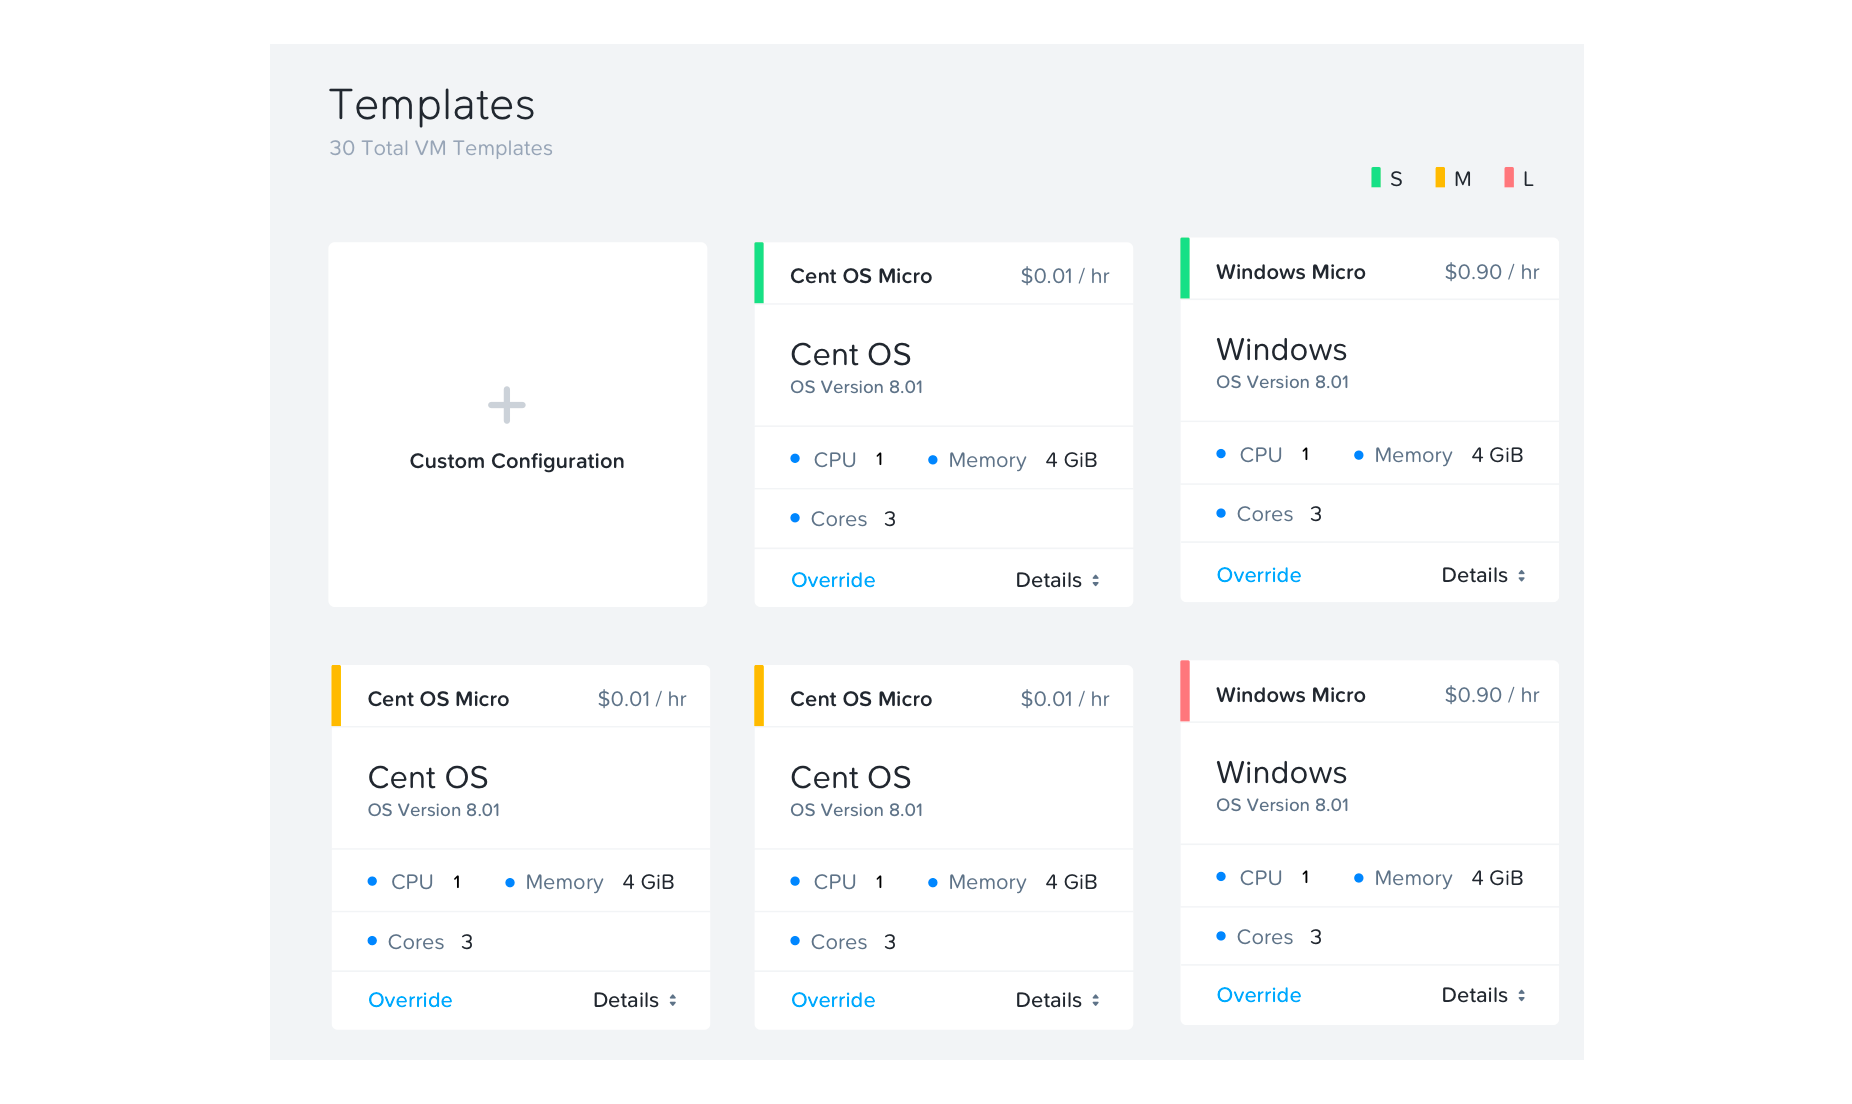 Templates
30 Total VM Templates
S M L
Custom Configuration
Cent OS Micro $0.01 / hr
Cent OS
OS Version 8.01
CPU 1 Memory 4 GiB
Cores 3
Override Details
Windows Micro $0.90 / hr
Windows
OS Version 8.01
CPU 1 Memory 4 GiB
Cores 3
Override Details
Cent OS Micro $0.01 / hr
Cent OS
OS Version 8.01
CPU 1 Memory 4 GiB
Cores 3
Override Details
Cent OS Micro $0.01 / hr
Cent OS
OS Version 8.01
CPU 1 Memory 4 GiB
Cores 3
Override Details
Windows Micro $0.90 / hr
Windows
OS Version 8.01
CPU 1 Memory 4 GiB
Cores 3
Override Details